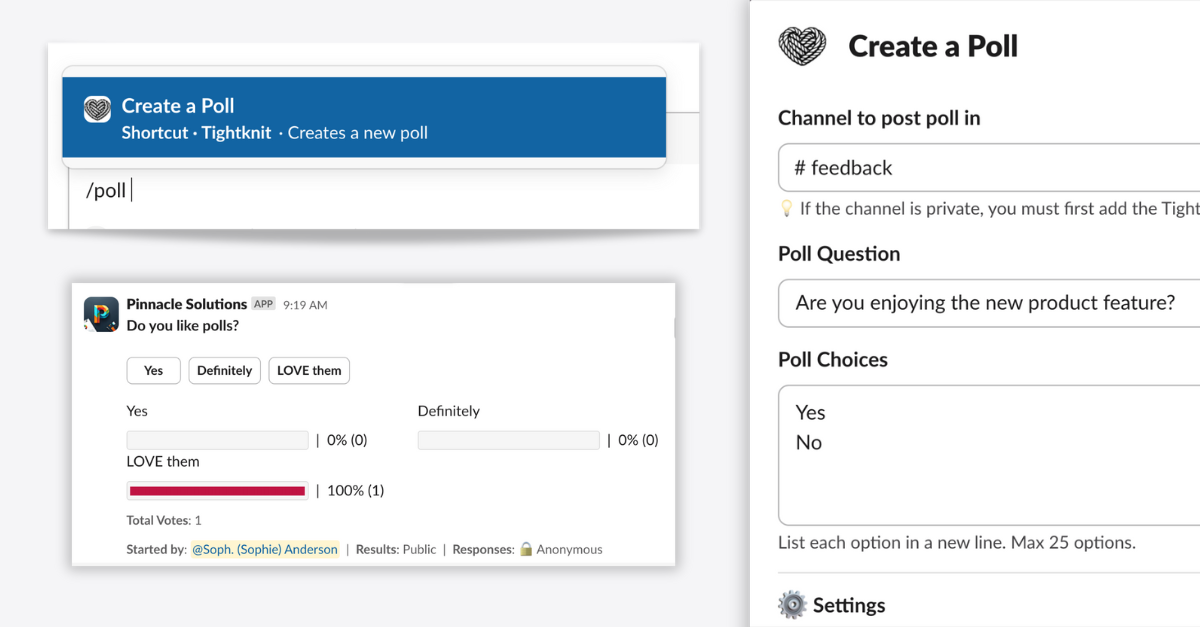 Create a Poll
Shortcut · Tightknit · Creates a new poll
/poll
Pinnacle Solutions APP 9:19 AM
Do you like polls?
Yes
Definitely
LOVE them
Yes
Definitely
| 0% (0)
| 0% (0)
LOVE them
| 100% (1)
Total Votes: 1
Started by: @Soph. (Sophie) Anderson | Results: Public | Responses: 🔒 Anonymous
Create a Poll
Channel to post poll in
# feedback
💡 If the channel is private, you must first add the Tight
Poll Question
Are you enjoying the new product feature?
Poll Choices
Yes
No
List each option in a new line. Max 25 options.
⚙️ Settings